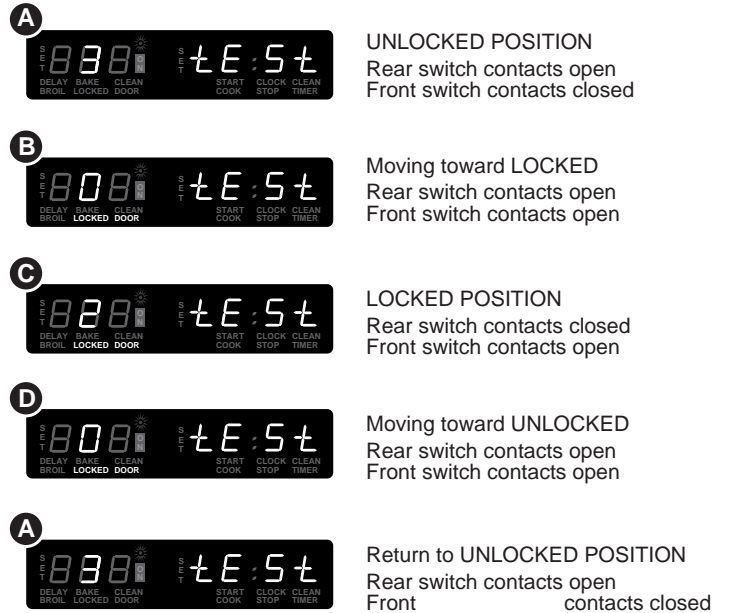 A
SET 3 ON SET tE:St
DELAY BAKE CLEAN START CLOCK CLEAN
BROIL LOCKED DOOR COOK STOP TIMER
UNLOCKED POSITION
Rear switch contacts open
Front switch contacts closed
B
SET 0 ON SET tE:St
DELAY BAKE CLEAN START CLOCK CLEAN
BROIL LOCKED DOOR COOK STOP TIMER
Moving toward LOCKED
Rear switch contacts open
Front switch contacts open
C
SET 2 ON SET tE:St
DELAY BAKE CLEAN START CLOCK CLEAN
BROIL LOCKED DOOR COOK STOP TIMER
LOCKED POSITION
Rear switch contacts closed
Front switch contacts open
D
SET 0 ON SET tE:St
DELAY BAKE CLEAN START CLOCK CLEAN
BROIL LOCKED DOOR COOK STOP TIMER
Moving toward UNLOCKED
Rear switch contacts open
Front switch contacts open
A
SET 3 ON SET tE:St
DELAY BAKE CLEAN START CLOCK CLEAN
BROIL LOCKED DOOR COOK STOP TIMER
Return to UNLOCKED POSITION
Rear switch contacts open
Front contacts closed